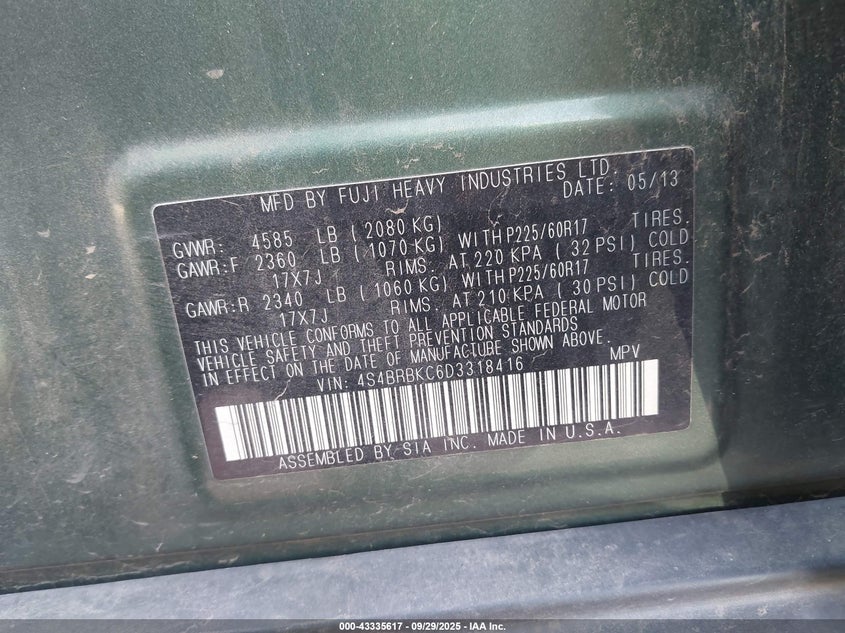 MFD BY FUJI HEAVY INDUSTRIES LTD.
DATE: 05/13
GVWR: 4585 LB ( 2080 KG)
GAWR:F 2360 LB ( 1070 KG) WITH P225/60R17 TIRES.
17X7J RIMS. AT 220 KPA ( 32 PSI) COLD
GAWR:R 2340 LB ( 1060 KG) WITH P225/60R17 TIRES.
17X7J RIMS. AT 210 KPA ( 30 PSI) COLD
THIS VEHICLE CONFORMS TO ALL APPLICABLE FEDERAL MOTOR
VEHICLE SAFETY AND THEFT PREVENTION STANDARDS
IN EFFECT ON THE DATE OF MANUFACTURE SHOWN ABOVE.
VIN: 4S4BRBKC6D3318416 MPV
ASSEMBLED BY SIA INC. MADE IN U.S.A.
000-43335617 - 09/29/2025 - IAA Inc.